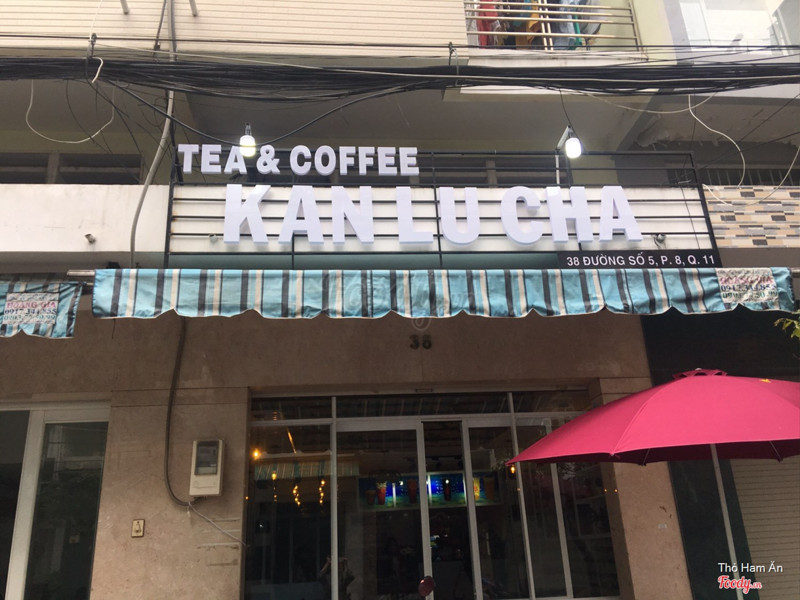 TEA & COFFEE
KAN LU CHA
38 ĐƯỜNG SỐ 5, P. 8, Q. 11
38
Thỏ Ham Ăn
Foody.vn